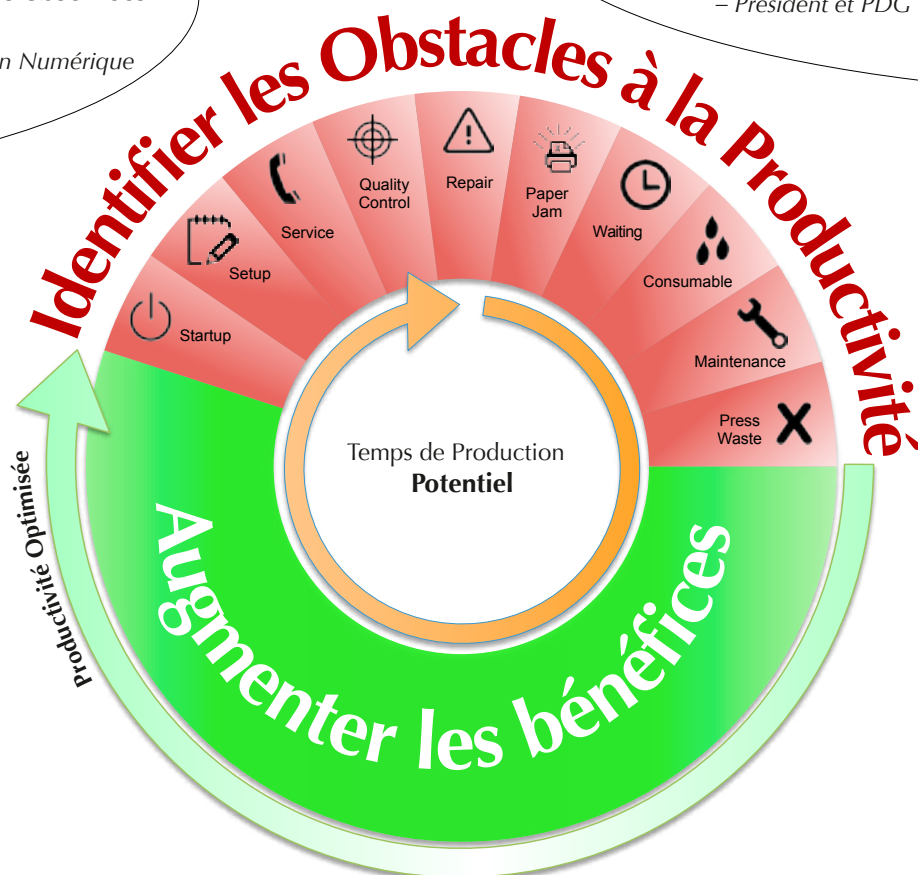 – Président et PDG
n Numérique
Identifier les Obstacles à la Productivité
Startup
Setup
Service
Quality
Control
Repair
Paper
Jam
Waiting
Consumable
Maintenance
Press
Waste
Temps de Production
Potentiel
Productivité Optimisée
Augmenter les bénéfices